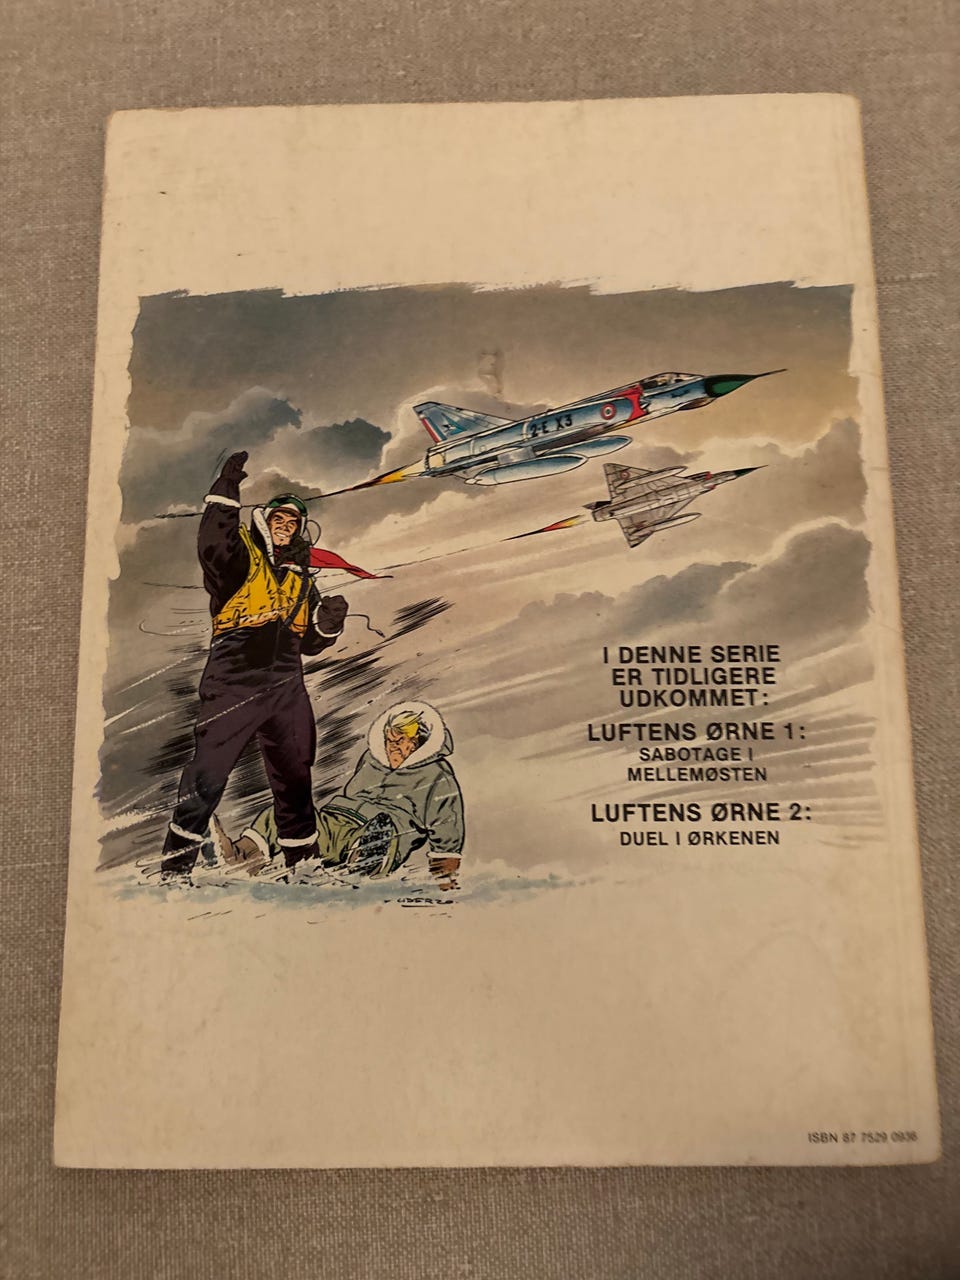 2-E X3
I DENNE SERIE
ER TIDLIGERE
UDKOMMET:
LUFTENS ØRNE 1:
SABOTAGE I
MELLEMØSTEN
LUFTENS ØRNE 2:
DUEL I ØRKENEN
UDERZO.
ISBN 87 7529 0936